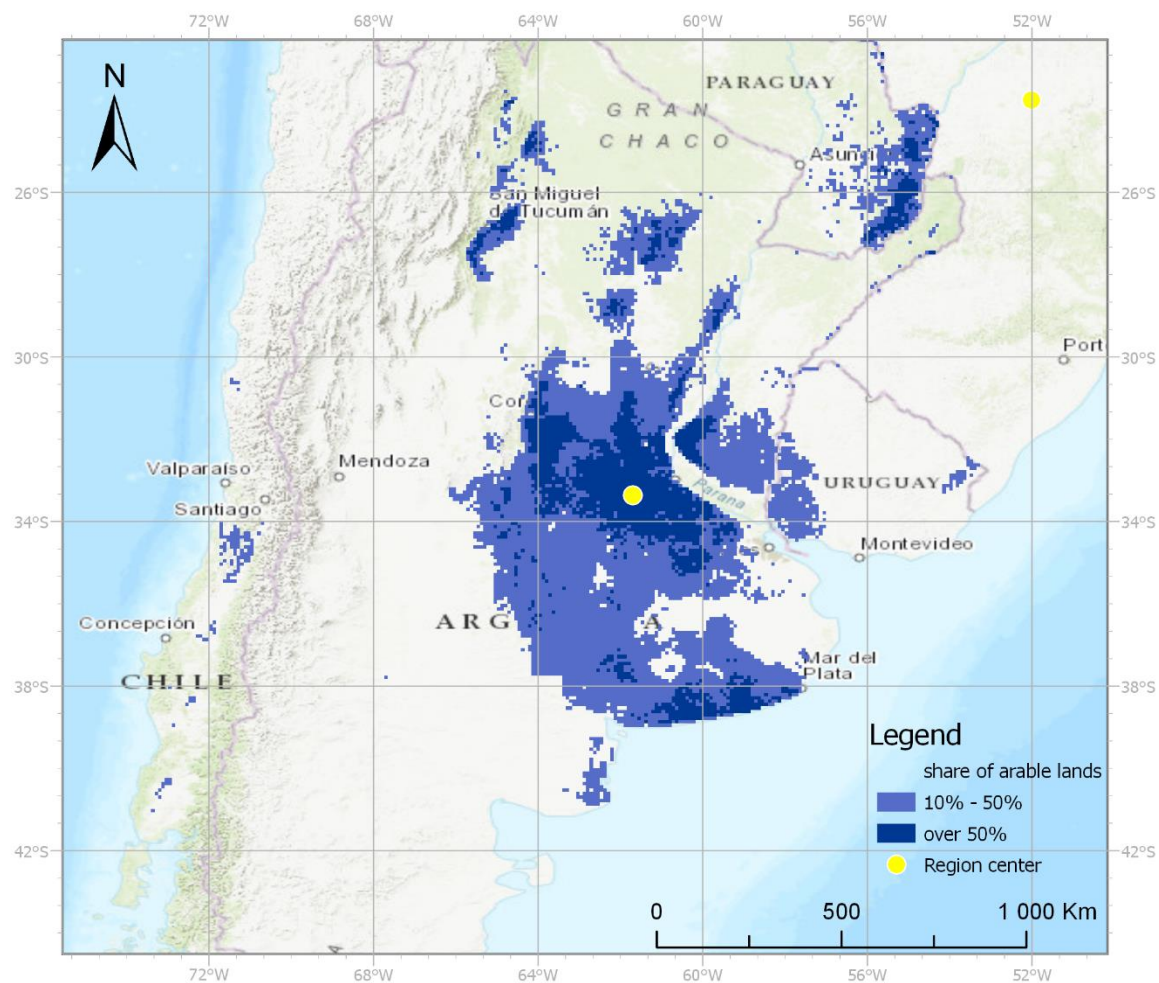 72°W 68°W 64°W 60°W 56°W 52°W
N
PARAGUAY
GRAN
CHACO
26°S
26°S
San Miguel
de Tucumán
30°S
30°S
Port
Cor
Valparaíso
Mendoza
Santiago
Parana
URUGUAY
34°S
34°S
Montevideo
Concepción
ARG
A
Mar del
Plata
CHILE
38°S
38°S
Legend
share of arable lands
10% - 50%
over 50%
Region center
42°S
42°S
0 500 1 000 Km
72°W 68°W 64°W 60°W 56°W 52°W